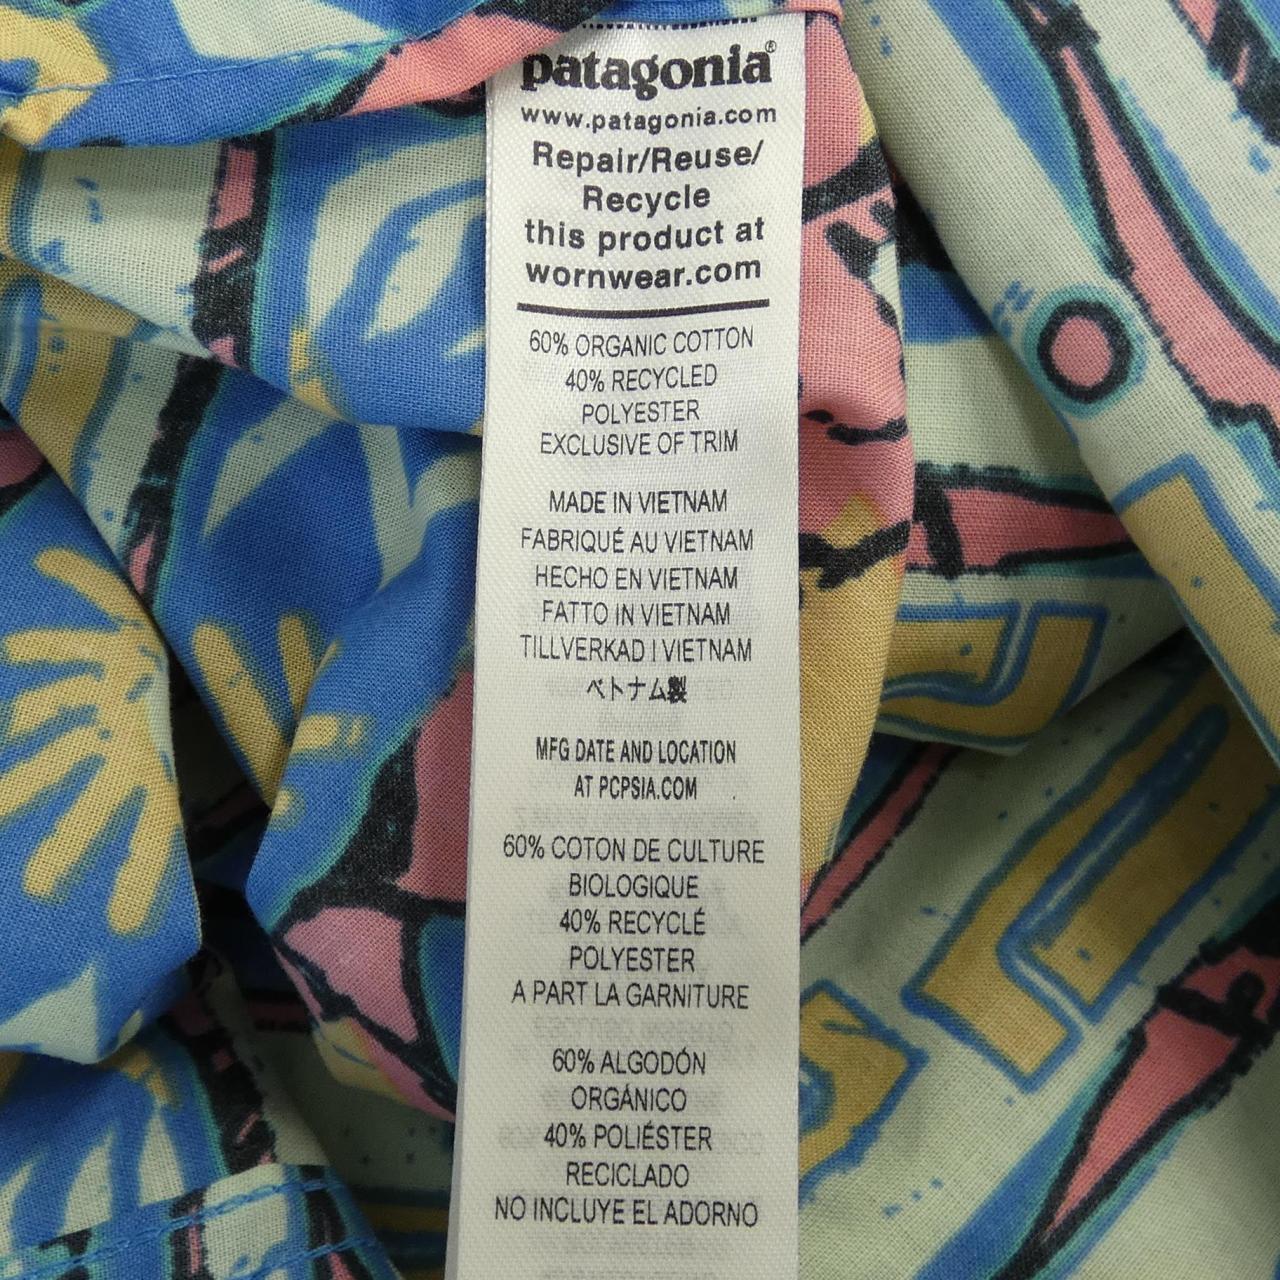 patagonia®
www.patagonia.com
Repair/Reuse/
Recycle
this product at
wornwear.com
60% ORGANIC COTTON
40% RECYCLED
POLYESTER
EXCLUSIVE OF TRIM
MADE IN VIETNAM
FABRIQUÉ AU VIETNAM
HECHO EN VIETNAM
FATTO IN VIETNAM
TILLVERKAD I VIETNAM
ベトナム製
MFG DATE AND LOCATION
AT PCPSIA.COM
60% COTON DE CULTURE
BIOLOGIQUE
40% RECYCLÉ
POLYESTER
A PART LA GARNITURE
60% ALGODÓN
ORGÁNICO
40% POLIÉSTER
RECICLADO
NO INCLUYE EL ADORNO